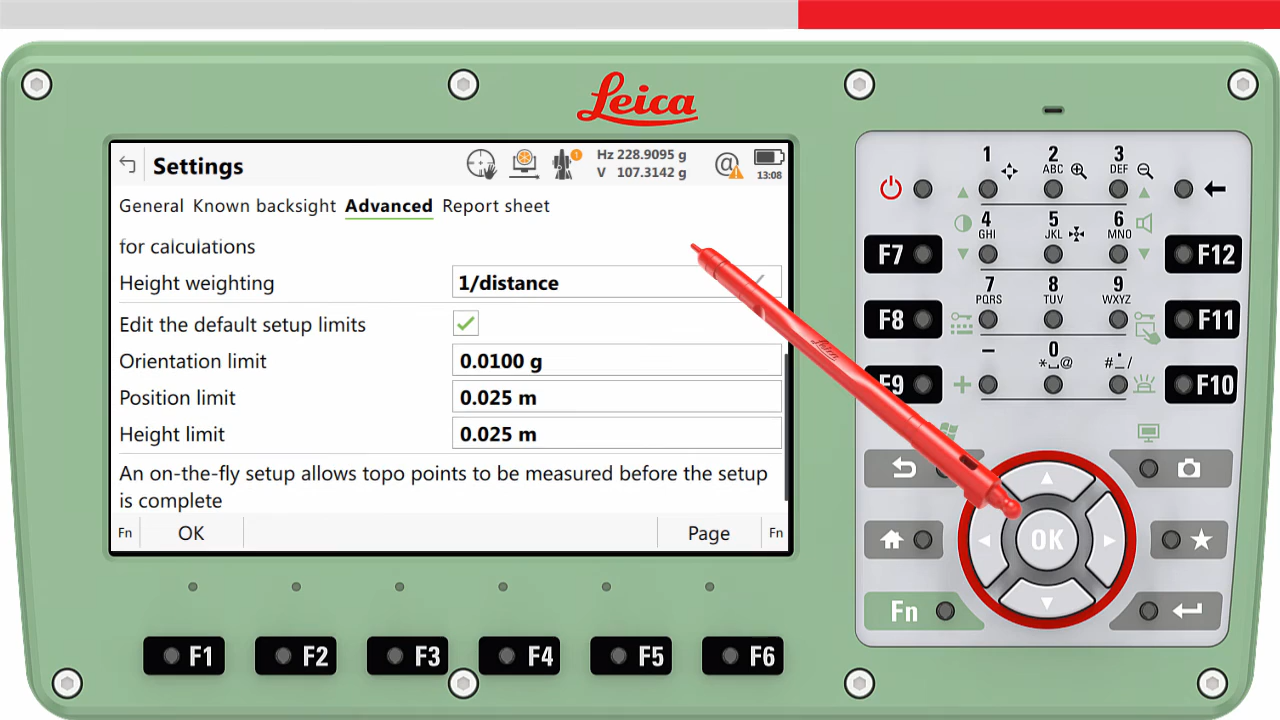 Leica
Settings
Hz 228.9095 g
V 107.3142 g
@
13:08
General Known backsight Advanced Report sheet
for calculations
Height weighting 1/distance
Edit the default setup limits
Orientation limit 0.0100 g
Position limit 0.025 m
Height limit 0.025 m
An on-the-fly setup allows topo points to be measured before the setup
is complete
Fn OK Page Fn
F1 F2 F3 F4 F5 F6
1 2 3
ABC DEF
4 5 6
GHI JKL MNO
F7 F12
7 8 9
PQRS TUV WXYZ
F8 F11
– 0 .
*⎵@ #_/
F9 + F10
OK
Fn
Leica